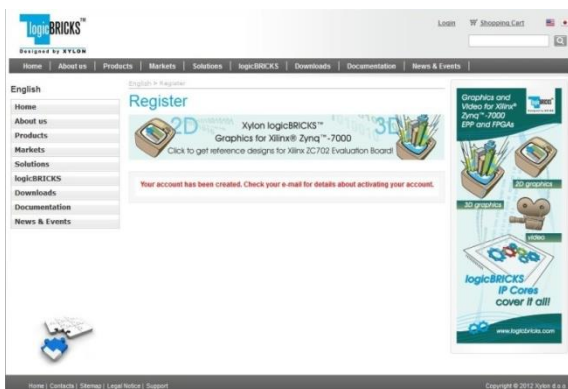 logicBRICKS™
Designed by XYLON
Login Shopping Cart
Home About us Products Markets Solutions logicBRICKS Downloads Documentation News & Events
English
Home
About us
Products
Markets
Solutions
logicBRICKS
Downloads
Documentation
News & Events
English > Register
Register
2D 3D
Xylon logicBRICKS™
Graphics for Xilinx® Zynq™-7000
Click to get reference designs for Xilinx ZC702 Evaluation Board!
Your account has been created. Check your e-mail for details about activating your account.
Graphics and
Video for Xilinx®
Zynq™-7000
EPP and FPGAs
2D graphics
3D graphics
video
logicBRICKS
IP Cores
cover it all!
www.logicbricks.com
Home | Contacts | Sitemap | Legal Notice | Support
Copyright © 2012 Xylon d.o.o.